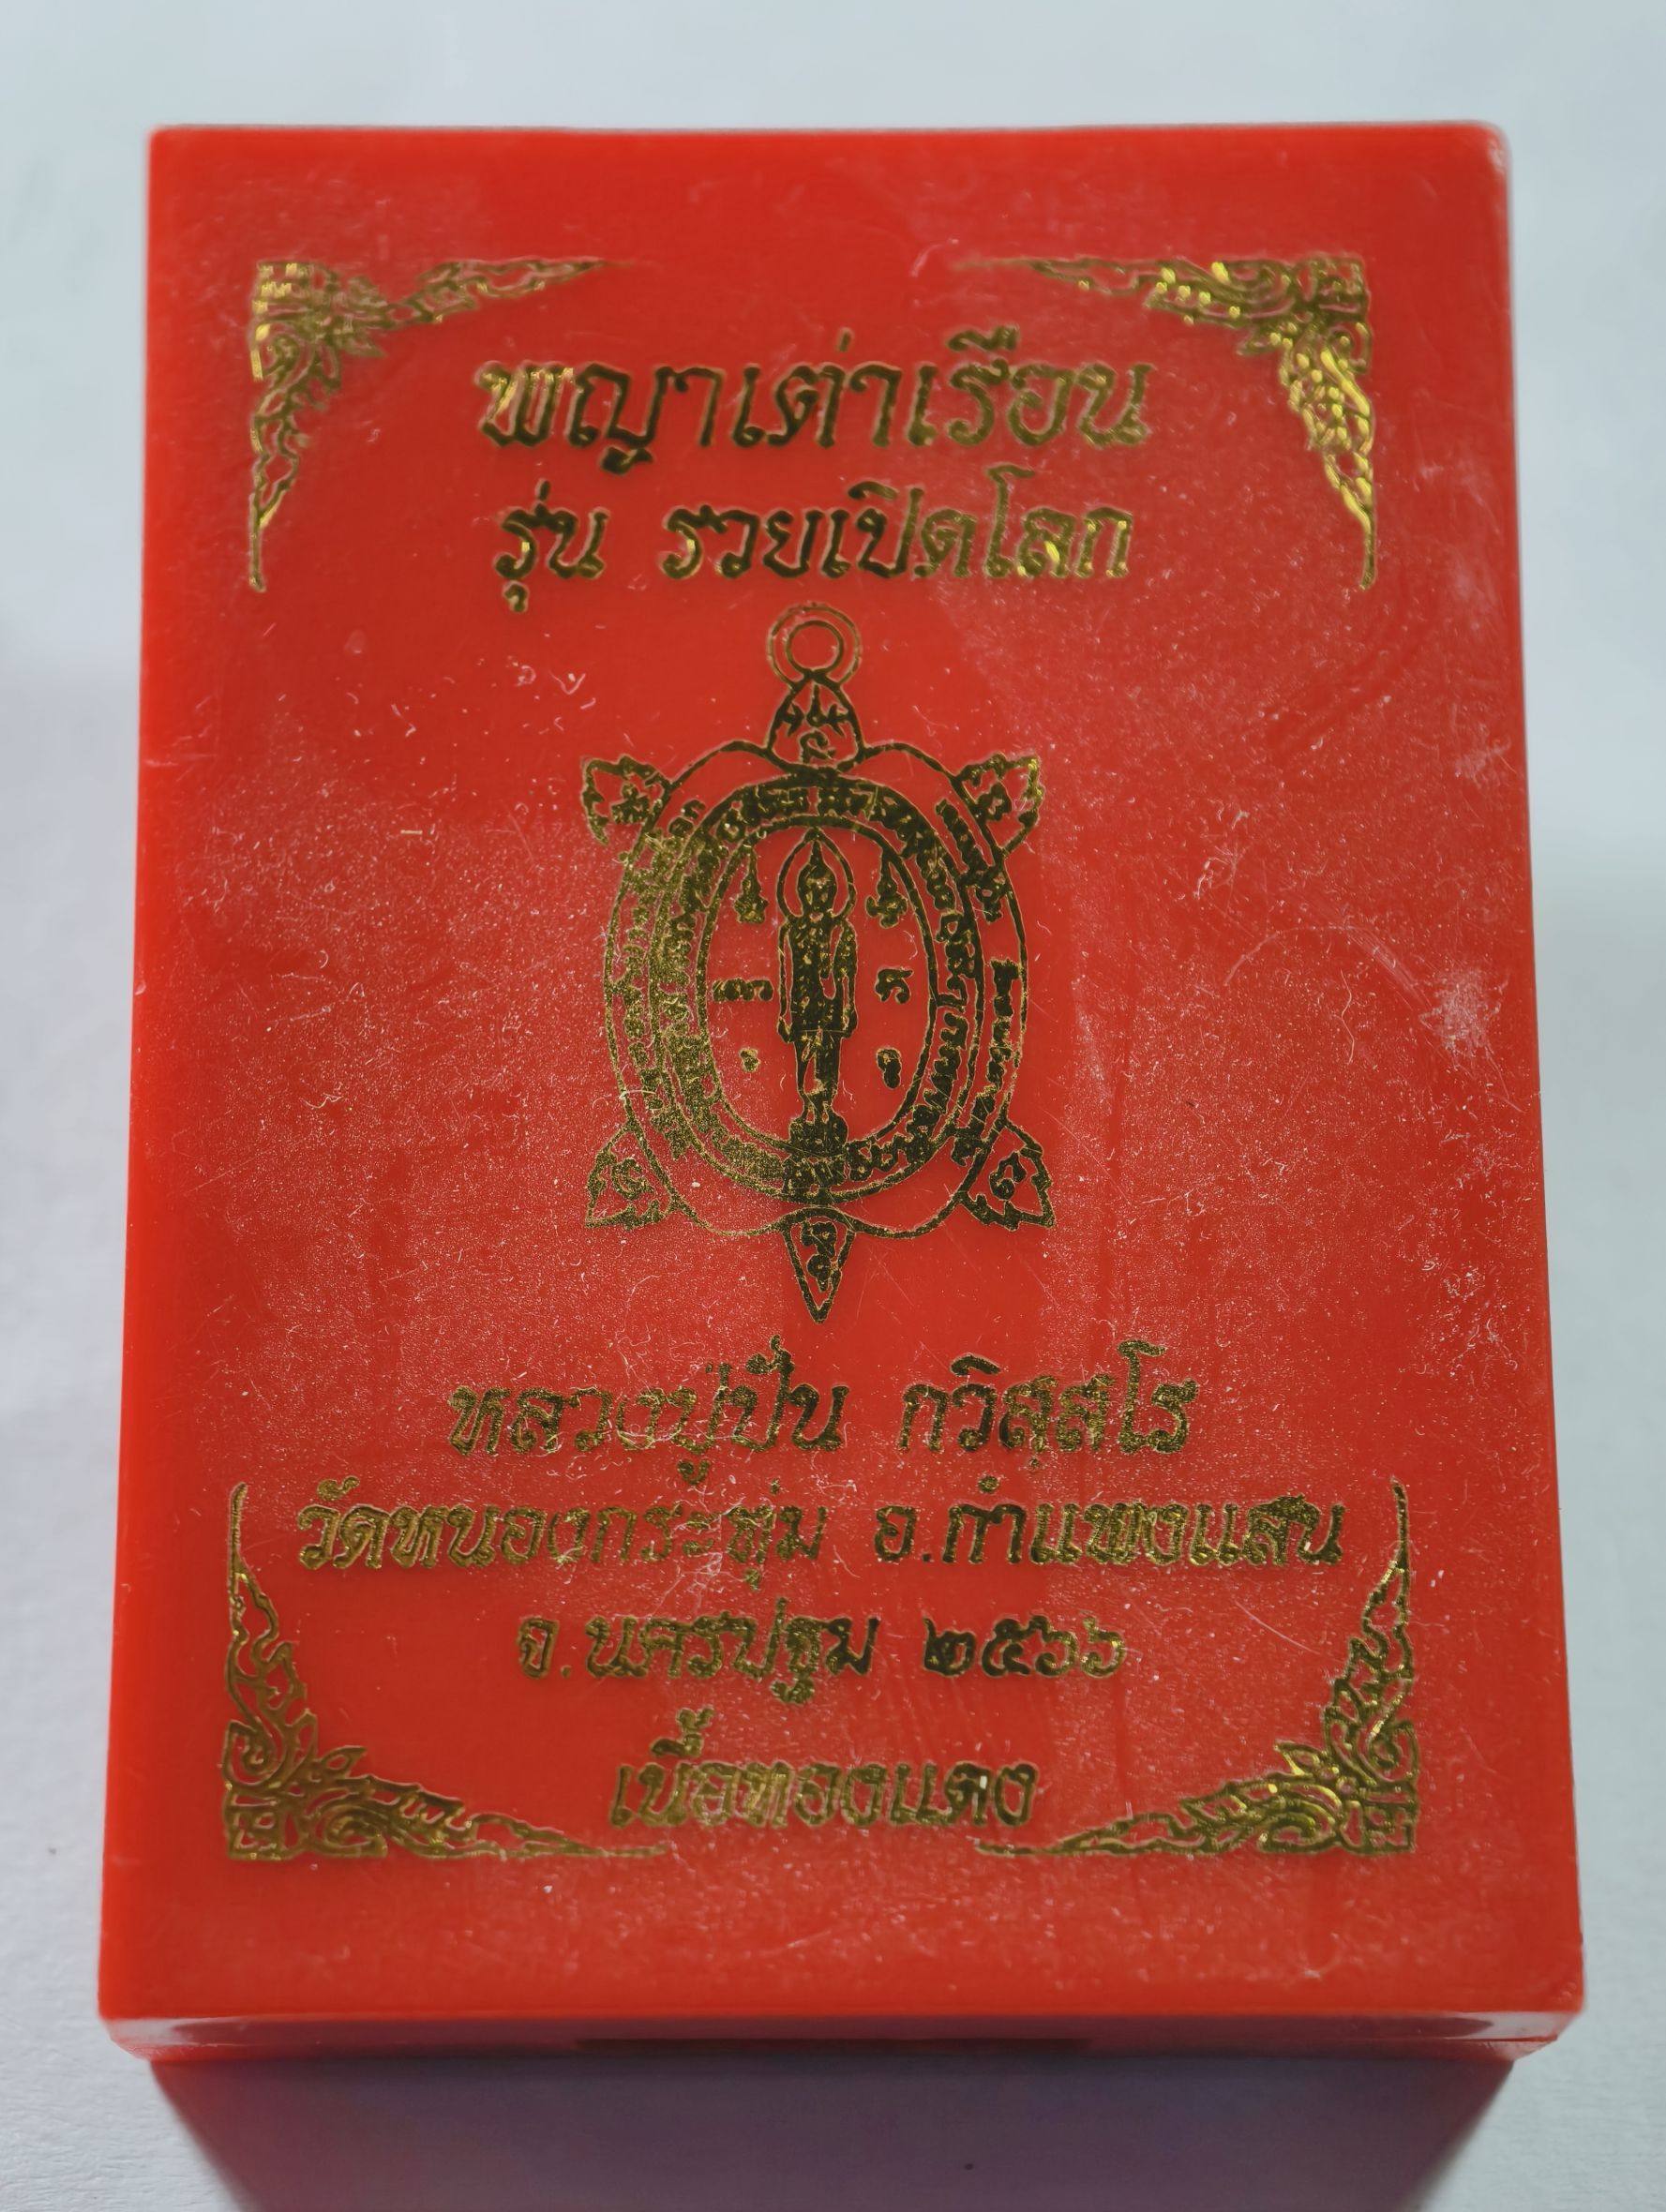 พญาเต่าเรือน
รุ่น รวยเปิดโลก
หลวงปู่ปั่น กวิสฺสโร
วัดหนองกระทุ่ม อ.กำแพงแสน
จ.นครปฐม ๒๕๖๖
เนื้อทองแดง